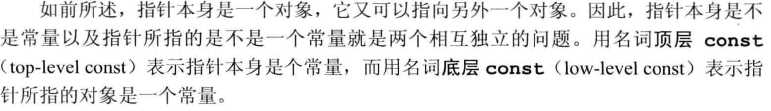 如前所述，指针本身是一个对象，它又可以指向另外一个对象。因此，指针本身是不
是常量以及指针所指的是不是一个常量就是两个相互独立的问题。用名词顶层 const
（top-level const）表示指针本身是个常量，而用名词底层 const（low-level const）表示指
针所指的对象是一个常量。